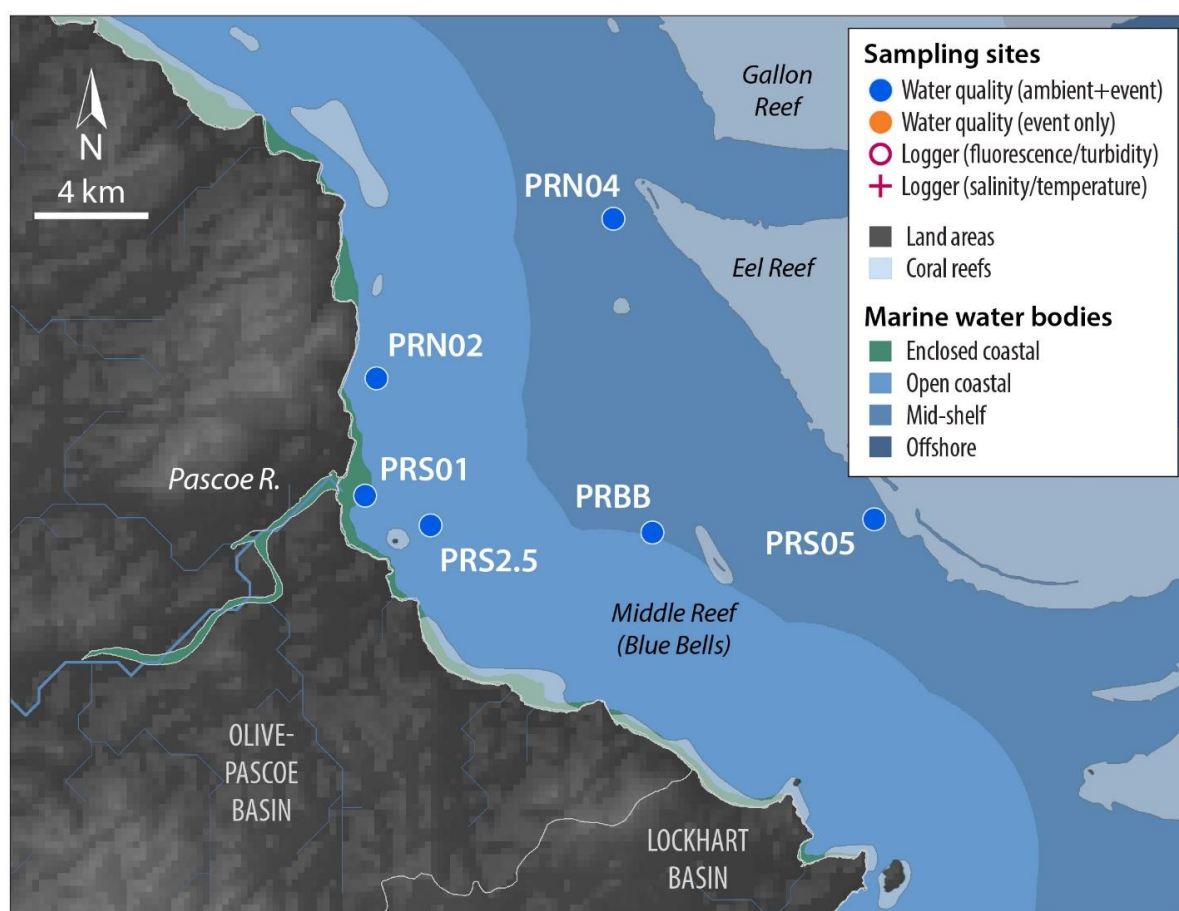 N
4 km
Gallon
Reef
PRN04
Eel Reef
PRN02
Pascoe R.
PRS01
PRBB
PRS2.5
PRS05
Middle Reef
(Blue Bells)
OLIVE-
PASCOE
BASIN
LOCKHART
BASIN
Sampling sites
Water quality (ambient+event)
Water quality (event only)
Logger (fluorescence/turbidity)
Logger (salinity/temperature)
Land areas
Coral reefs
Marine water bodies
Enclosed coastal
Open coastal
Mid-shelf
Offshore